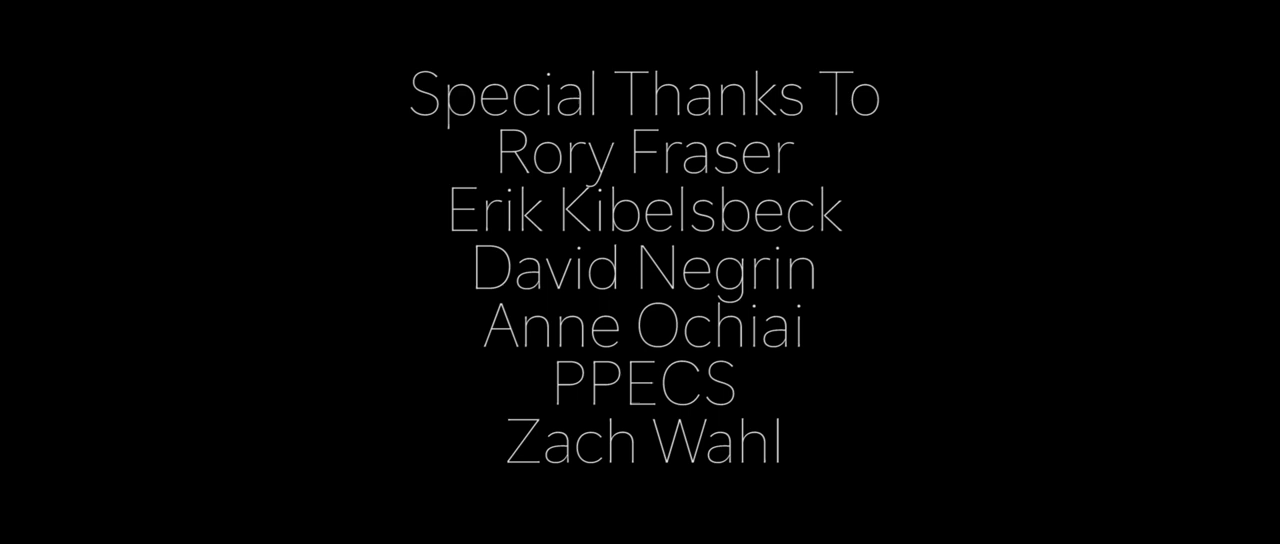 Special Thanks To
Rory Fraser
Erik Kibelsbeck
David Negrin
Anne Ochiai
PPECS
Zach Wahl